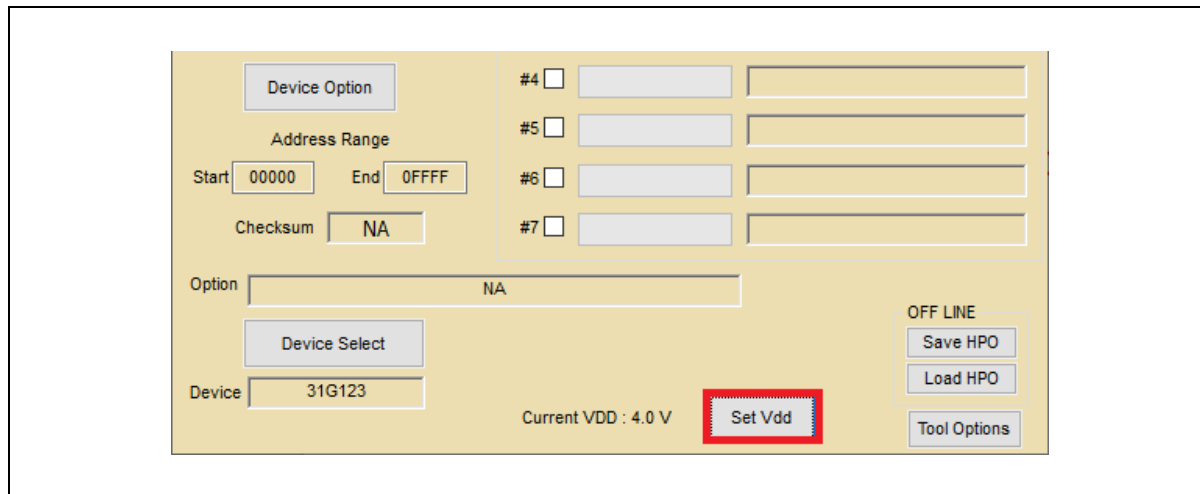 Device Option
#4
Address Range
#5
Start 00000 End 0FFFF
#6
Checksum NA
#7
Option NA
OFF LINE
Device Select
Save HPO
Load HPO
Device 31G123
Current VDD : 4.0 V
Set Vdd
Tool Options